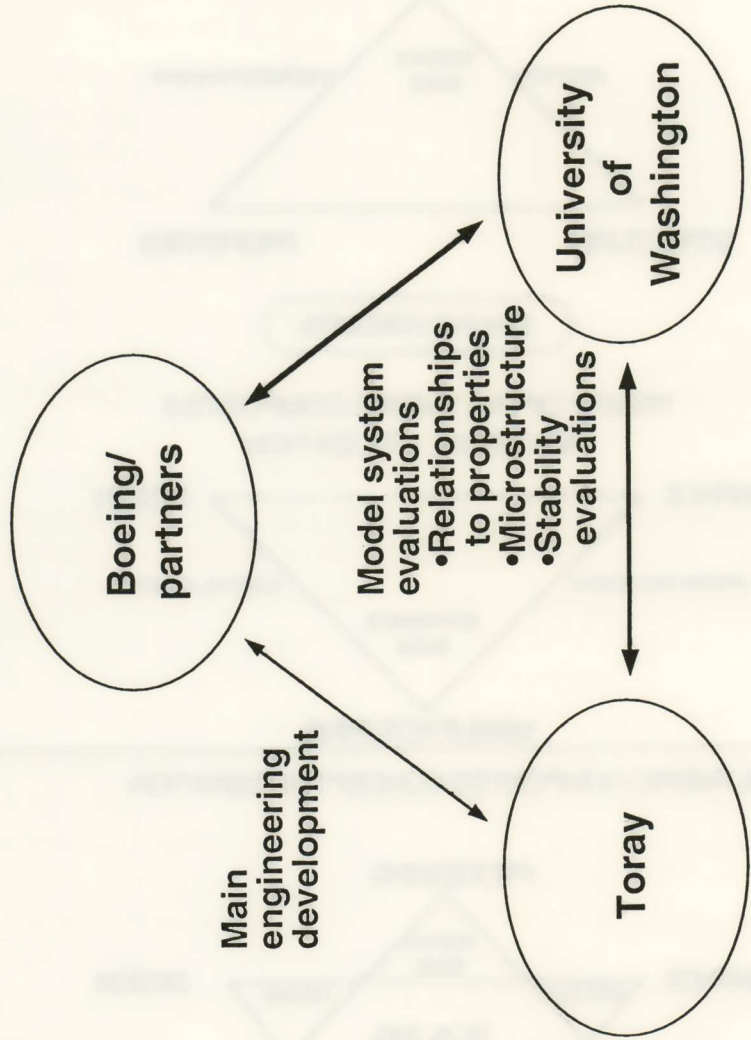 Boeing/
partners
Main
engineering
development
Model system
evaluations
•Relationships
to properties
•Microstructure
•Stability
evaluations
Toray
University
of
Washington